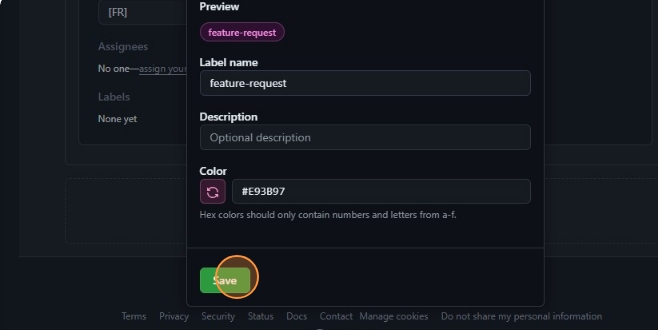 [FR]
Assignees
No one—assign your
Labels
None yet
Preview
feature-request
Label name
feature-request
Description
Optional description
Color
#E93B97
Hex colors should only contain numbers and letters from a-f.
Save
Terms Privacy Security Status Docs Contact Manage cookies Do not share my personal information